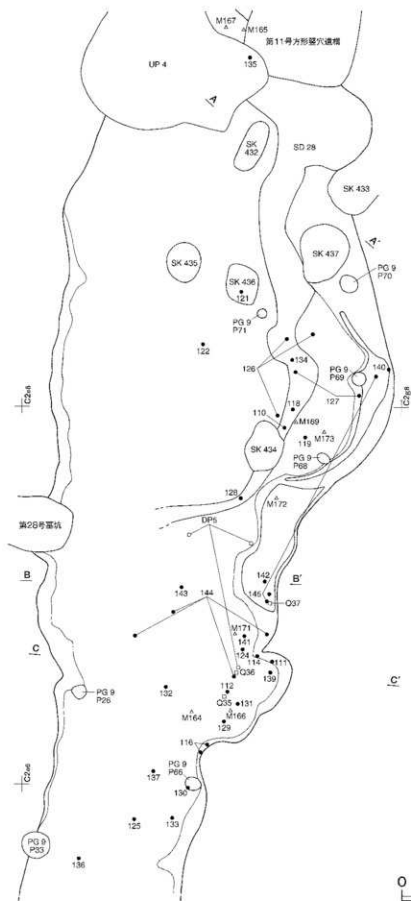 M167
M165
第11号方形竪穴遺構
135
UP 4
A
SK
432
SD 28
SK 433
A'
SK 435
SK 437
SK 436
121
PG 9
P70
PG 9
P71
122
126
134
PG 9
P69
140
127
C2e8
C2g8
118
110
M169
119
M173
SK 434
PG 9
P68
128
M172
DP5
第28号墓坑
B
142
B'
143
144
145
Q37
M171
141
C
124
114
111
C'
Q36
139
112
132
PG 9
P26
Q35
131
M164
M166
129
116
137
PG 9
P66
C2e6
130
125
133
PG 9
P33
136
0